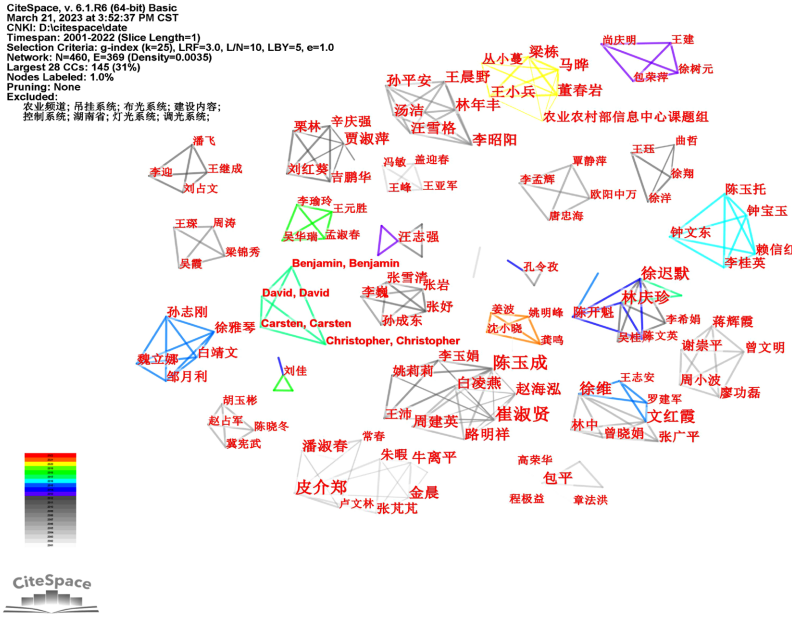 CiteSpace, v. 6.1.R6 (64-bit) Basic
March 21, 2023 at 3:52:37 PM CST
CNKI: D:\citespace\date
Timespan: 2001-2022 (Slice Length=1)
Selection Criteria: g-index (k=25), LRF=3.0, L/N=10, LBY=5, e=1.0
Network: N=460, E=369 (Density=0.0035)
Largest 28 CCs: 145 (31%)
Nodes Labeled: 1.0%
Pruning: None
Excluded:
农业频道; 吊挂系统; 布光系统; 建设内容;
控制系统; 湖南省; 灯光系统; 调光系统;
尚庆明
王建
包荣萍
徐树元
丛小蔓
梁栋
马晔
王小兵
董春岩
农业农村部信息中心课题组
孙平安
王晨野
汤洁
林年丰
汪雪格
李昭阳
栗林
辛庆强
贾淑萍
刘红葵
吉鹏华
潘飞
李迎
王继成
刘占文
冯敏
盖迎春
王峰
王亚军
覃静萍
李孟辉
欧阳中万
唐忠海
王珏
曲哲
徐翔
徐洋
陈玉托
钟宝玉
钟文东
赖信红
李桂英
李瑜玲
王元胜
吴华瑞
孟淑春
王琛
周涛
梁锦秀
吴霞
汪志强
Benjamin, Benjamin
David, David
Carsten, Carsten
Christopher, Christopher
张雪清
李巍
张岩
张妤
孙成东
孔令孜
徐迟默
林庆珍
陈开魁
李希娟
吴桂
陈文英
姜波
姚明峰
沈小晓
龚鸣
孙志刚
徐雅琴
魏立娜
白靖文
邹月利
蒋辉霞
谢崇平
曾文明
周小波
廖功磊
刘佳
李玉娟
陈玉成
姚莉莉
白凌燕
赵海泓
王沛
周建英
崔淑贤
路明祥
王志安
徐维
罗建军
文红霞
林中
曾晓娟
张广平
胡玉彬
赵占军
陈晓冬
冀宪武
潘淑春
常春
朱暇
牛离平
皮介郑
金晨
卢文林
张芃芃
高荣华
包平
程极益
章法洪
CiteSpace